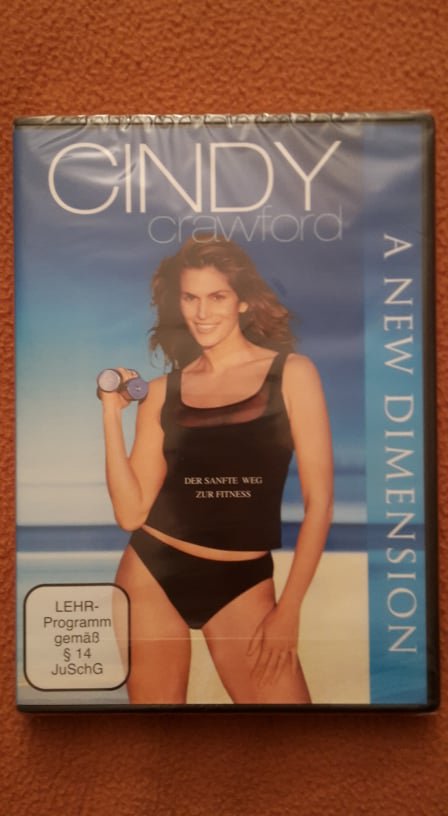 CINDY
crawford
A NEW DIMENSION
DER SANFTE WEG
ZUR FITNESS
LEHR-
Programm
gemäß
§ 14
JuSchG